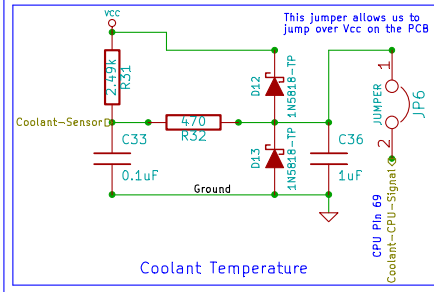 vcc
This jumper allows us to
jump over Vcc on the PCB
2.49k
R31
D12
1N5818-TP
1
JUMPER
JP6
2
Coolant-Sensor
470
R32
C33
0.1uF
D13
1N5818-TP
C36
1uF
Ground
CPU Pin 69
Coolant-CPU-Signal
Coolant Temperature